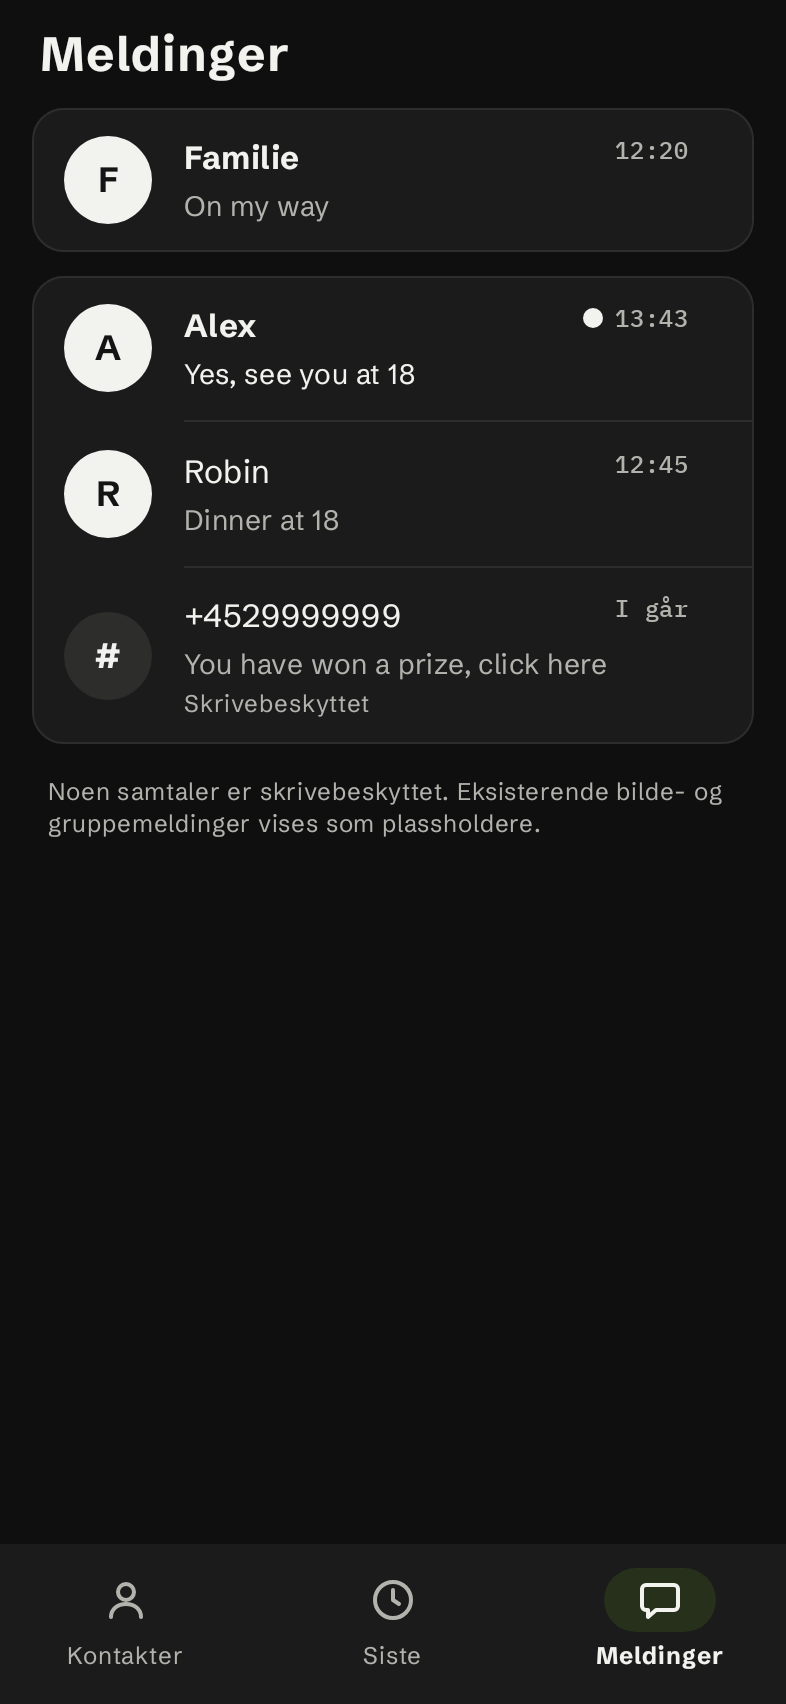 Meldinger
F
Familie
12:20
On my way
A
Alex
13:43
Yes, see you at 18
R
Robin
12:45
Dinner at 18
#
+4529999999
I går
You have won a prize, click here
Skrivebeskyttet
Noen samtaler er skrivebeskyttet. Eksisterende bilde- og
gruppemeldinger vises som plassholdere.
Kontakter
Siste
Meldinger